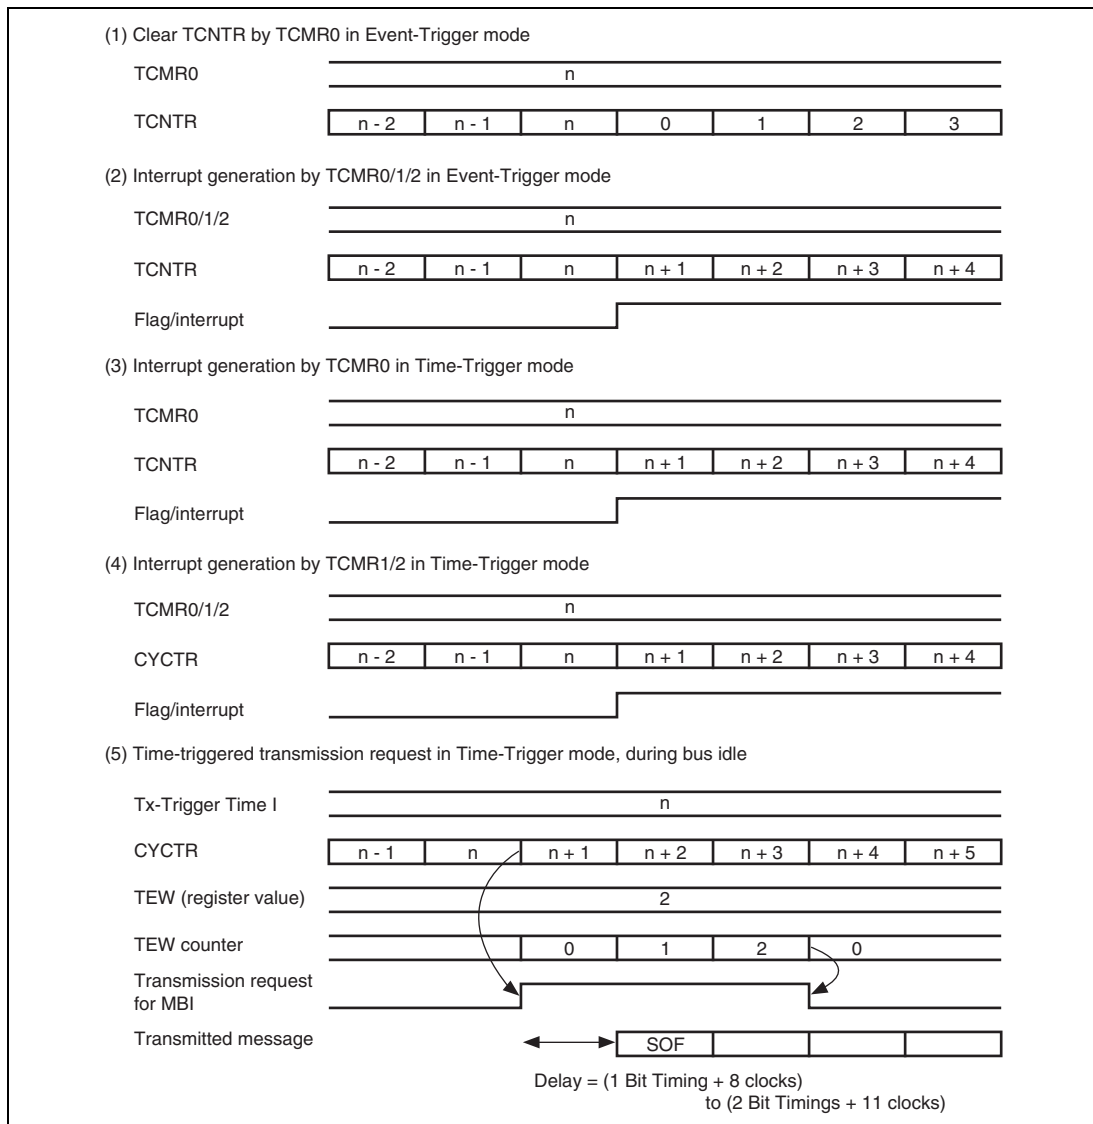 (1) Clear TCNTR by TCMR0 in Event-Trigger mode
TCMR0 n
TCNTR n - 2 n - 1 n 0 1 2 3
(2) Interrupt generation by TCMR0/1/2 in Event-Trigger mode
TCMR0/1/2 n
TCNTR n - 2 n - 1 n n + 1 n + 2 n + 3 n + 4
Flag/interrupt
(3) Interrupt generation by TCMR0 in Time-Trigger mode
TCMR0 n
TCNTR n - 2 n - 1 n n + 1 n + 2 n + 3 n + 4
Flag/interrupt
(4) Interrupt generation by TCMR1/2 in Time-Trigger mode
TCMR0/1/2 n
CYCTR n - 2 n - 1 n n + 1 n + 2 n + 3 n + 4
Flag/interrupt
(5) Time-triggered transmission request in Time-Trigger mode, during bus idle
Tx-Trigger Time I n
CYCTR n - 1 n n + 1 n + 2 n + 3 n + 4 n + 5
TEW (register value) 2
TEW counter 0 1 2 0
Transmission request
for MBI
Transmitted message SOF
Delay = (1 Bit Timing + 8 clocks)
to (2 Bit Timings + 11 clocks)